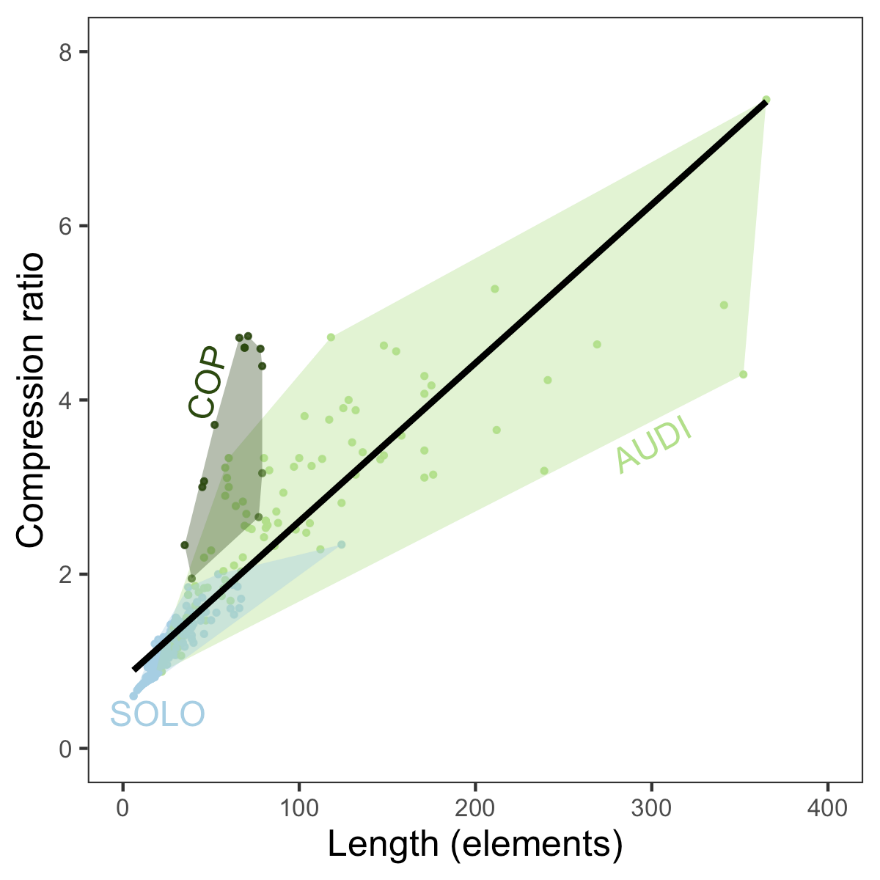 8
6
4
2
0
Compression ratio
COP
AUDI
SOLO
0 100 200 300 400
Length (elements)